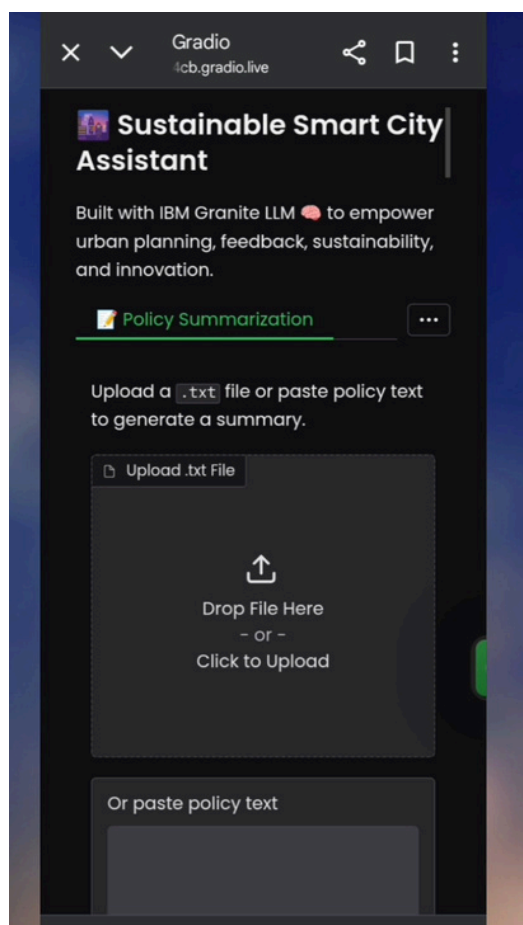 Gradio
4cb.gradio.live
Sustainable Smart City
Assistant
Built with IBM Granite LLM 🧠 to empower
urban planning, feedback, sustainability,
and innovation.
📝 Policy Summarization
Upload a .txt file or paste policy text
to generate a summary.
Upload .txt File
Drop File Here
- or -
Click to Upload
Or paste policy text